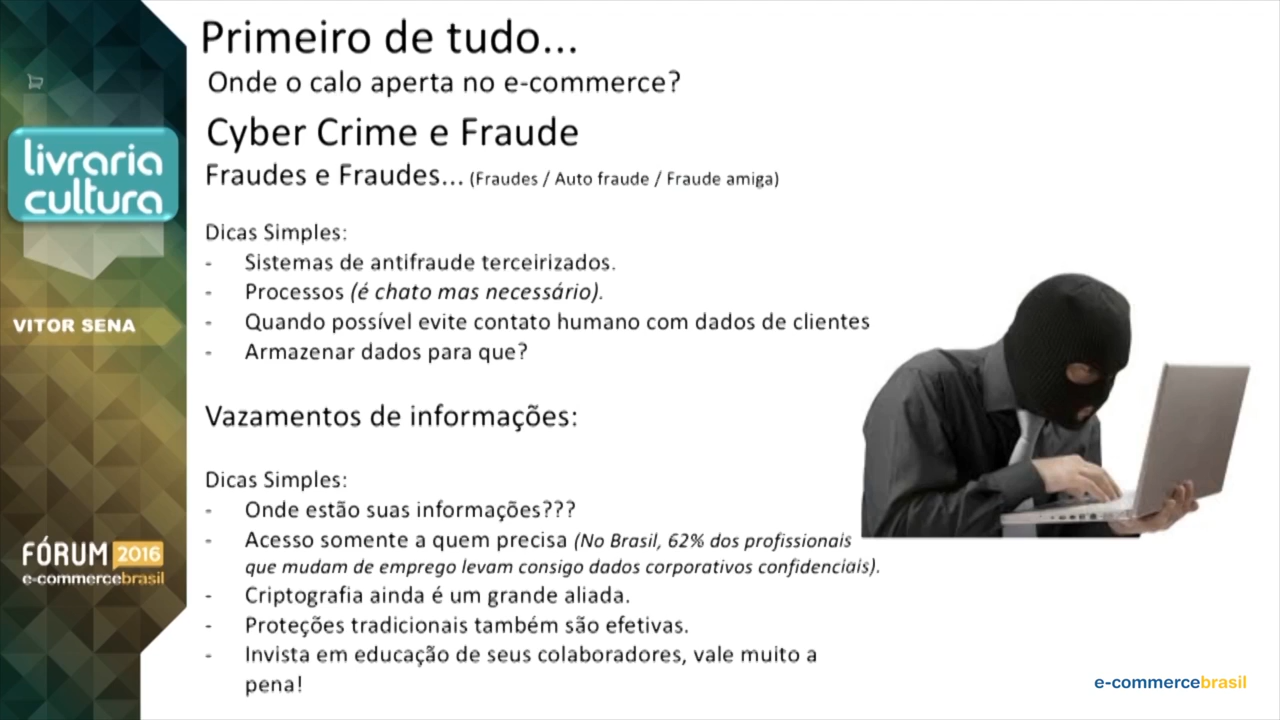 Primeiro de tudo...
Onde o calo aperta no e-commerce?
Cyber Crime e Fraude
Fraudes e Fraudes... (Fraudes / Auto fraude / Fraude amiga)
livraria
cultura
Dicas Simples:
- Sistemas de antifraude terceirizados.
- Processos (é chato mas necessário).
VITOR SENA
- Quando possível evite contato humano com dados de clientes
- Armazenar dados para que?
Vazamentos de informações:
Dicas Simples:
- Onde estão suas informações???
- Acesso somente a quem precisa (No Brasil, 62% dos profissionais
que mudam de emprego levam consigo dados corporativos confidenciais).
- Criptografia ainda é um grande aliada.
- Proteções tradicionais também são efetivas.
- Invista em educação de seus colaboradores, vale muito a
pena!
FÓRUM 2016
e-commercebrasil
e-commercebrasil